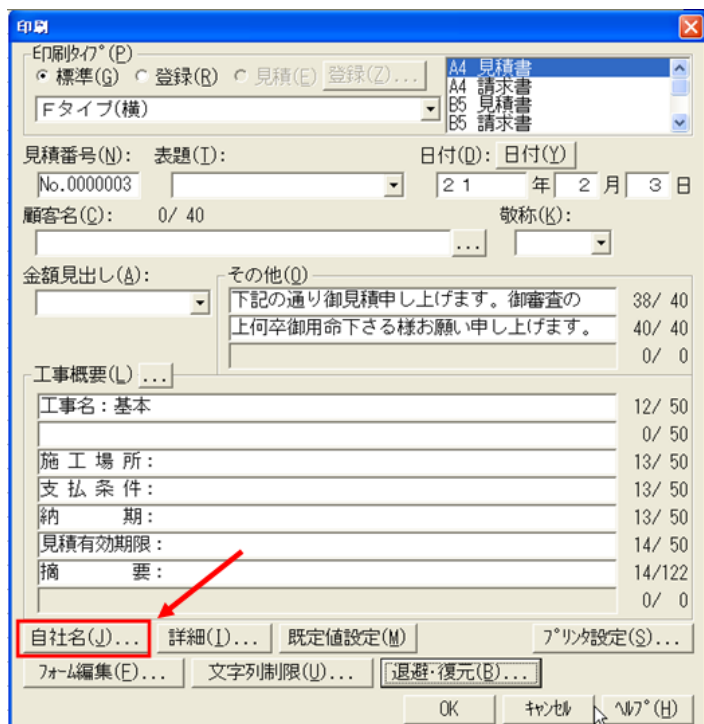 印刷
印刷ﾀｲﾌﾟ(P)
標準(G) 登録(R) 見積(E) 登録(Z)...
Fタイプ(横)
A4 見積書
A4 請求書
B5 見積書
B5 請求書
見積番号(N): 表題(T): 日付(D): 日付(Y)
No.0000003 21 年 2 月 3 日
顧客名(C): 0/ 40 敬称(K):
...
金額見出し(A): その他(O)
下記の通り御見積申し上げます。御審査の 38/ 40
上何卒御用命下さる様お願い申し上げます。 40/ 40
0/ 0
工事概要(L) ...
工事名：基本 12/ 50
0/ 50
施 工 場 所： 13/ 50
支 払 条 件： 13/ 50
納　　　期： 13/ 50
見積有効期限： 14/ 50
摘　　　要： 14/122
0/ 0
自社名(J)... 詳細(I)... 既定値設定(M) ﾌﾟﾘﾝﾀ設定(S)...
ﾌｫｰﾑ編集(F)... 文字列制限(U)... 退避･復元(B)...
OK ｷｬﾝｾﾙ ﾍﾙﾌﾟ(H)